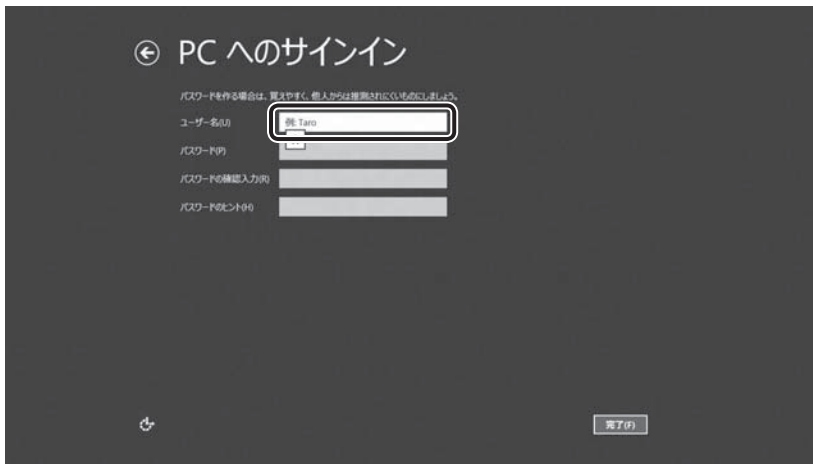 PC へのサインイン
パスワードを作る場合は、覚えやすく、他人からは推測されにくいものにしましょう。
ユーザー名(U)
例: Taro
パスワード(P)
パスワードの確認入力(R)
パスワードのヒント(H)
完了(F)